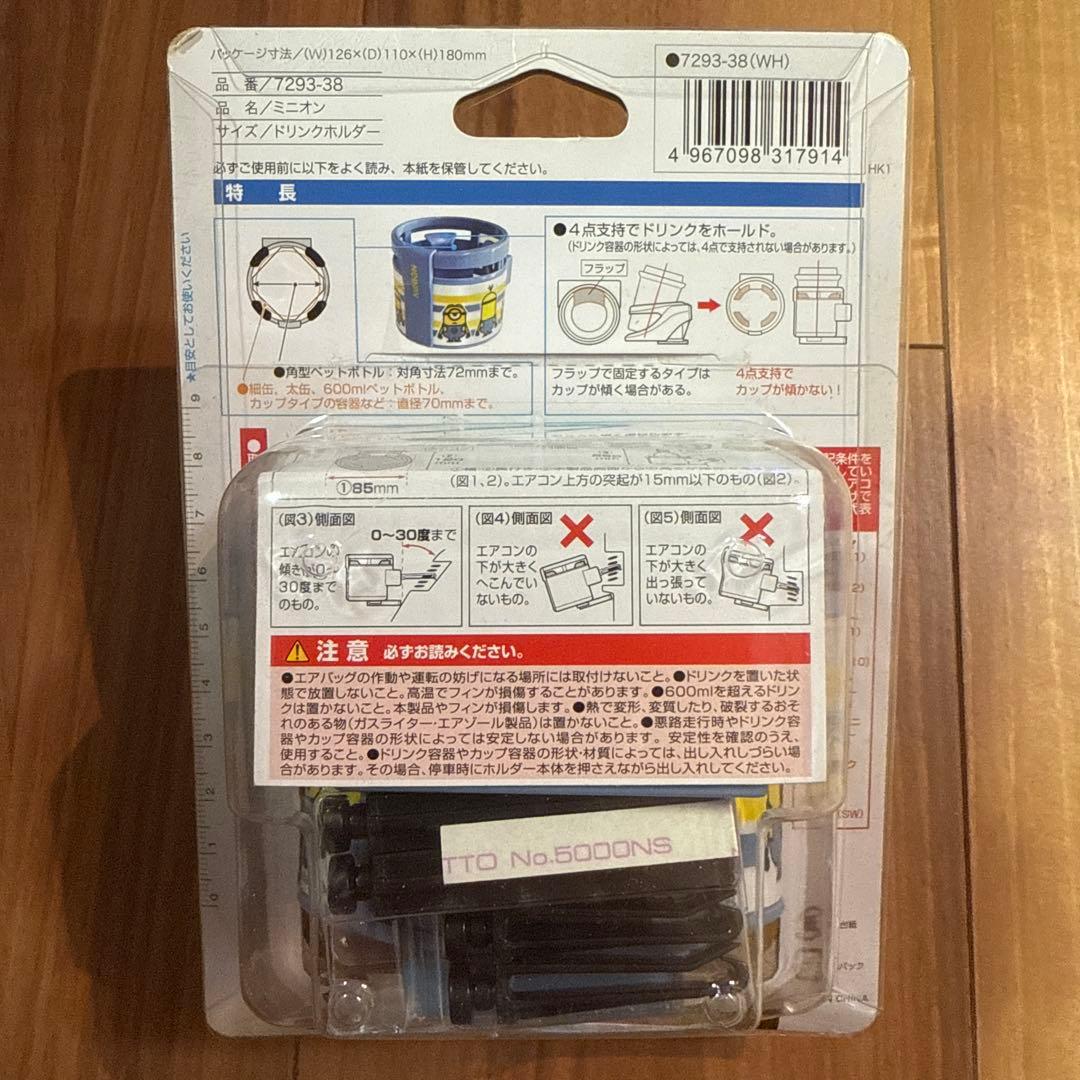 パッケージ寸法/(W)126×(D)110×(H)180mm
品 番/7293-38
品 名/ミニオン
サイズ/ドリンクホルダー
●7293-38(WH)
4 967098 317914
HK1
必ずご使用前に以下をよく読み、本紙を保管してください。
特 長
★目安としてお使いください
●角型ペットボトル:対角寸法72mmまで。
●細缶、太缶、600mlペットボトル、
カップタイプの容器など:直径70mmまで。
●4点支持でドリンクをホールド。
(ドリンク容器の形状によっては、4点で支持されない場合があります。)
フラップ
フラップで固定するタイプは
カップが傾く場合がある。
4点支持で
カップが傾かない!
9
8
7
6
5
4
3
2
1
0
①85mm
(図1、2)。エアコン上方の突起が15mm以下のもの(図2)。
(図3)側面図
0〜30度まで
エアコンの
傾きが0〜
30度まで
のもの。
(図4)側面図
エアコンの
下が大きく
へこんでい
ないもの。
(図5)側面図
エアコンの
下が大きく
出っ張って
いないもの。
注意 必ずお読みください。
●エアバッグの作動や運転の妨げになる場所には取付けないこと。●ドリンクを置いた状
態で放置しないこと。高温でフィンが損傷することがあります。●600mlを超えるドリン
クは置かないこと。本製品やフィンが損傷します。●熱で変形、変質したり、破裂するおそ
れのある物(ガスライター・エアゾール製品)は置かないこと。●悪路走行時やドリンク容
器やカップ容器の形状によっては安定しない場合があります。安定性を確認のうえ、
使用すること。●ドリンク容器やカップ容器の形状・材質によっては、出し入れしづらい場
合があります。その場合、停車時にホルダー本体を押さえながら出し入れしてください。
TTO No.5000NS
台紙
パック